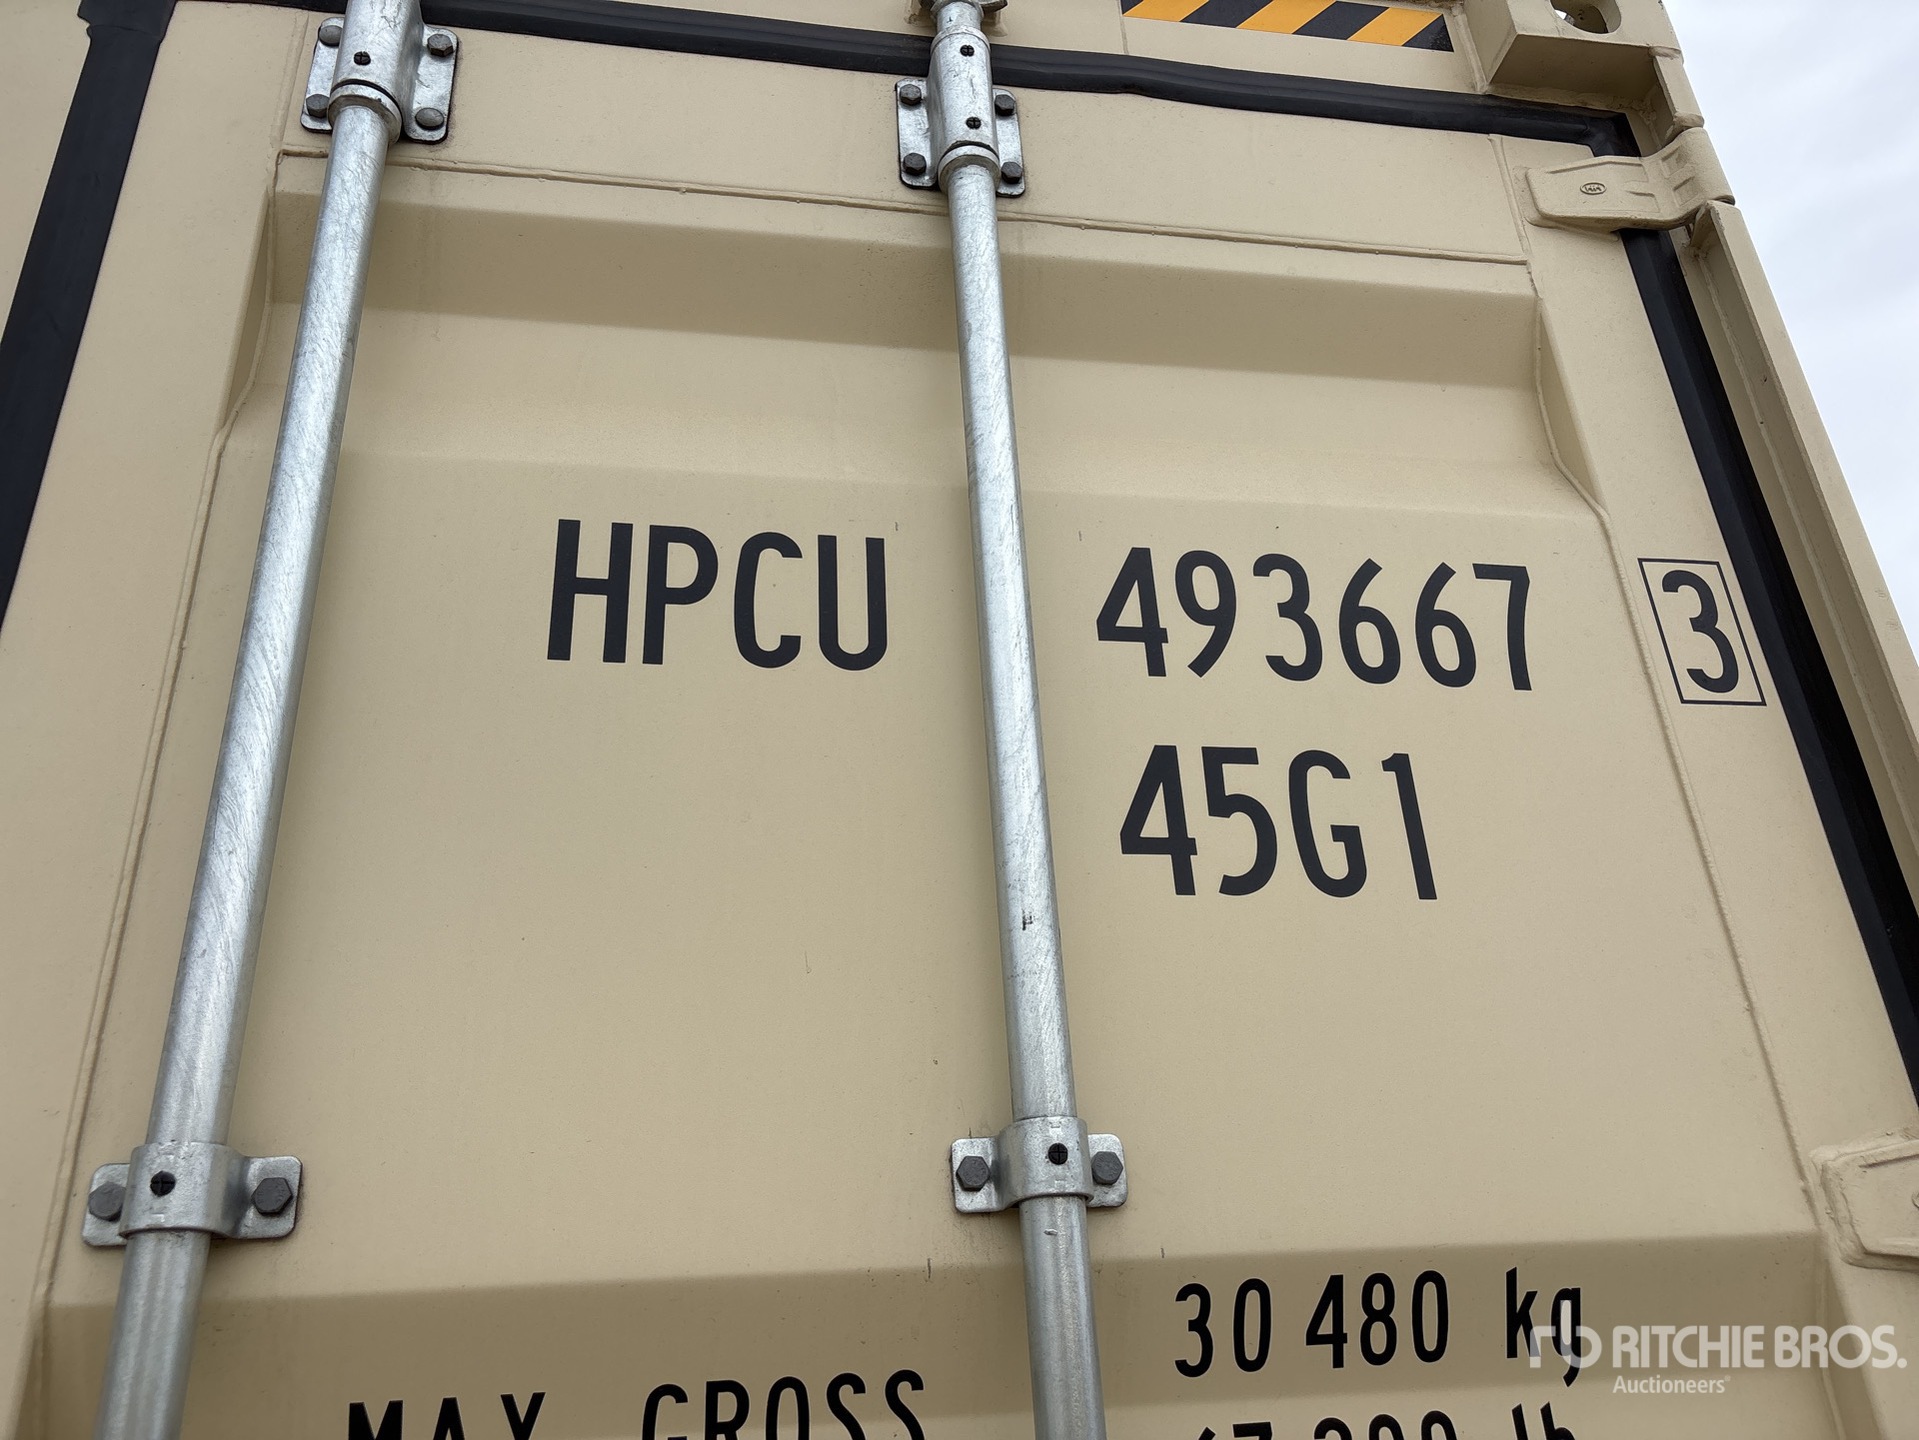 HPCU 493667 3
45G1
30 480 kg
MAX GROSS
RITCHIE BROS.
Auctioneers